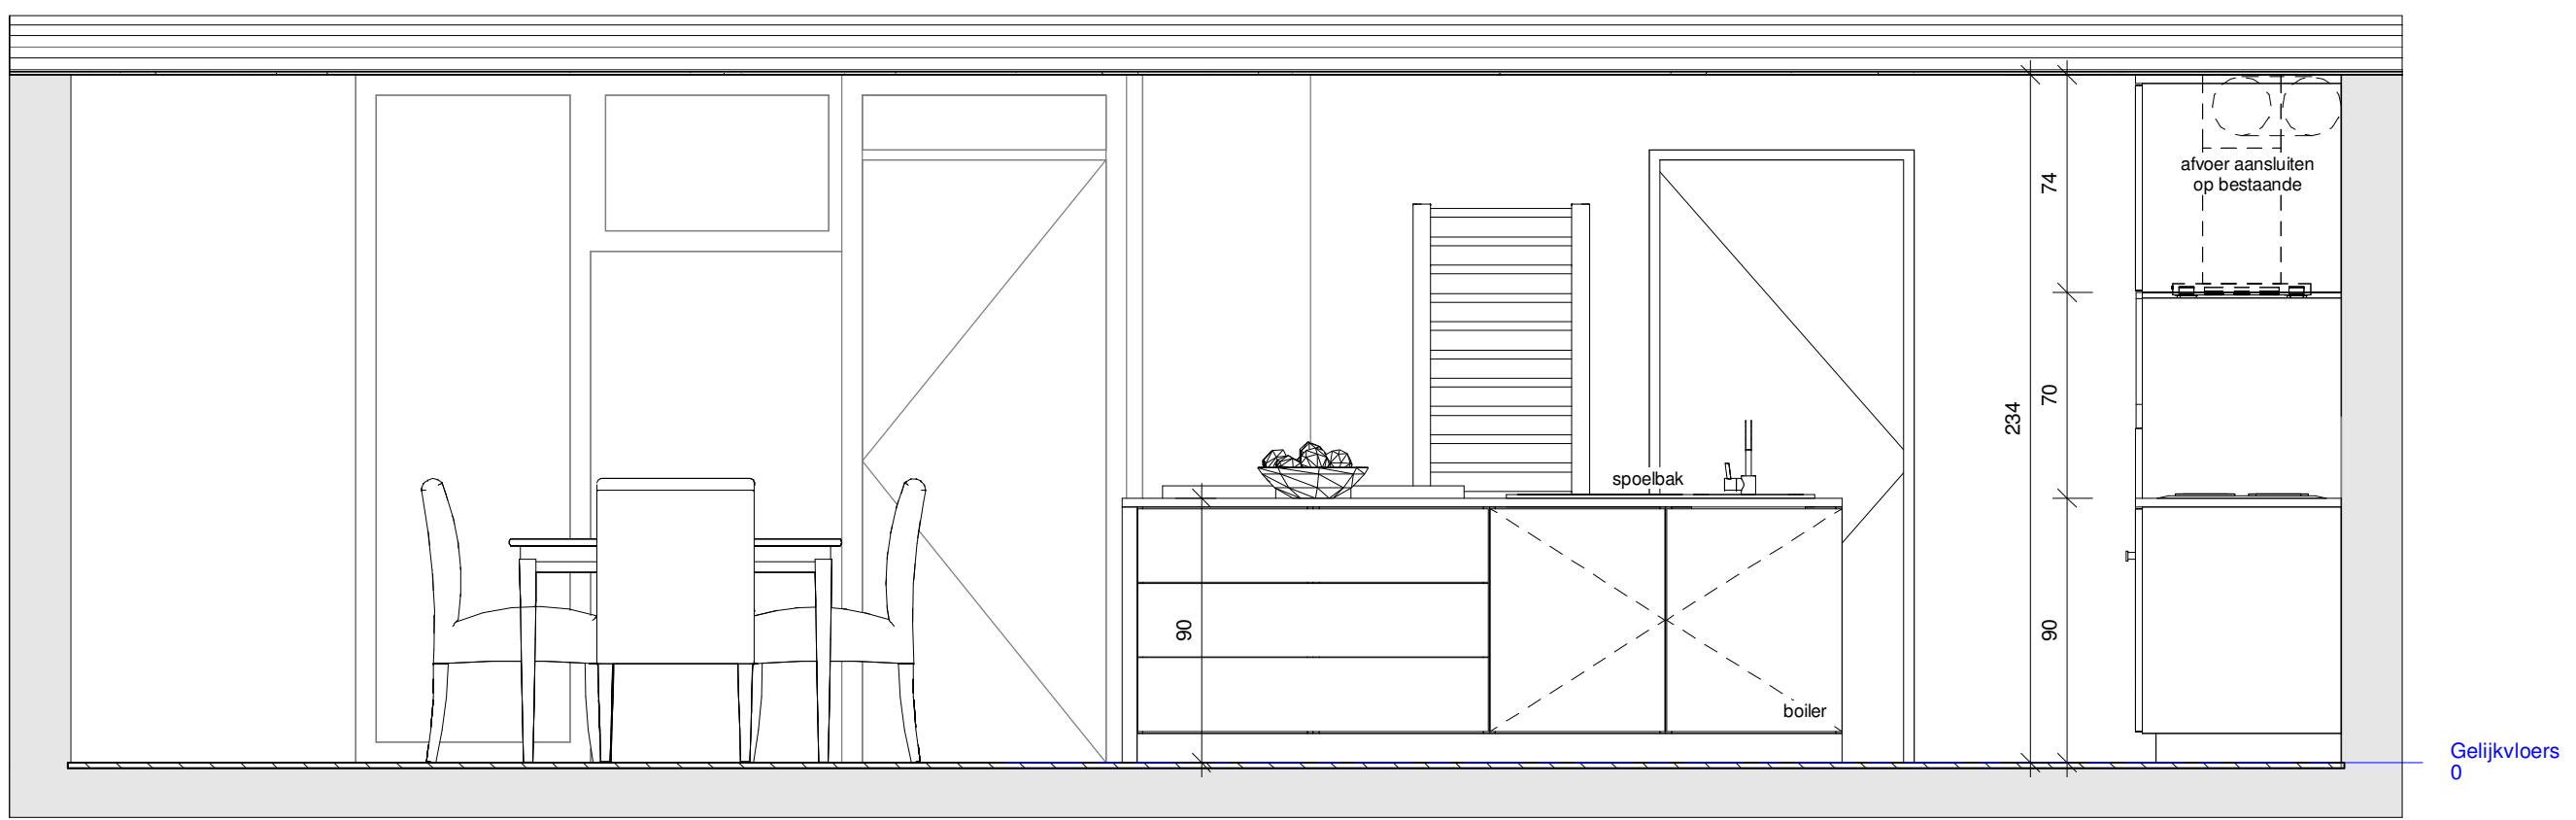 afvoer aansluiten
op bestaande
74
70
234
spoelbak
90
90
boiler
Gelijkvloers
0